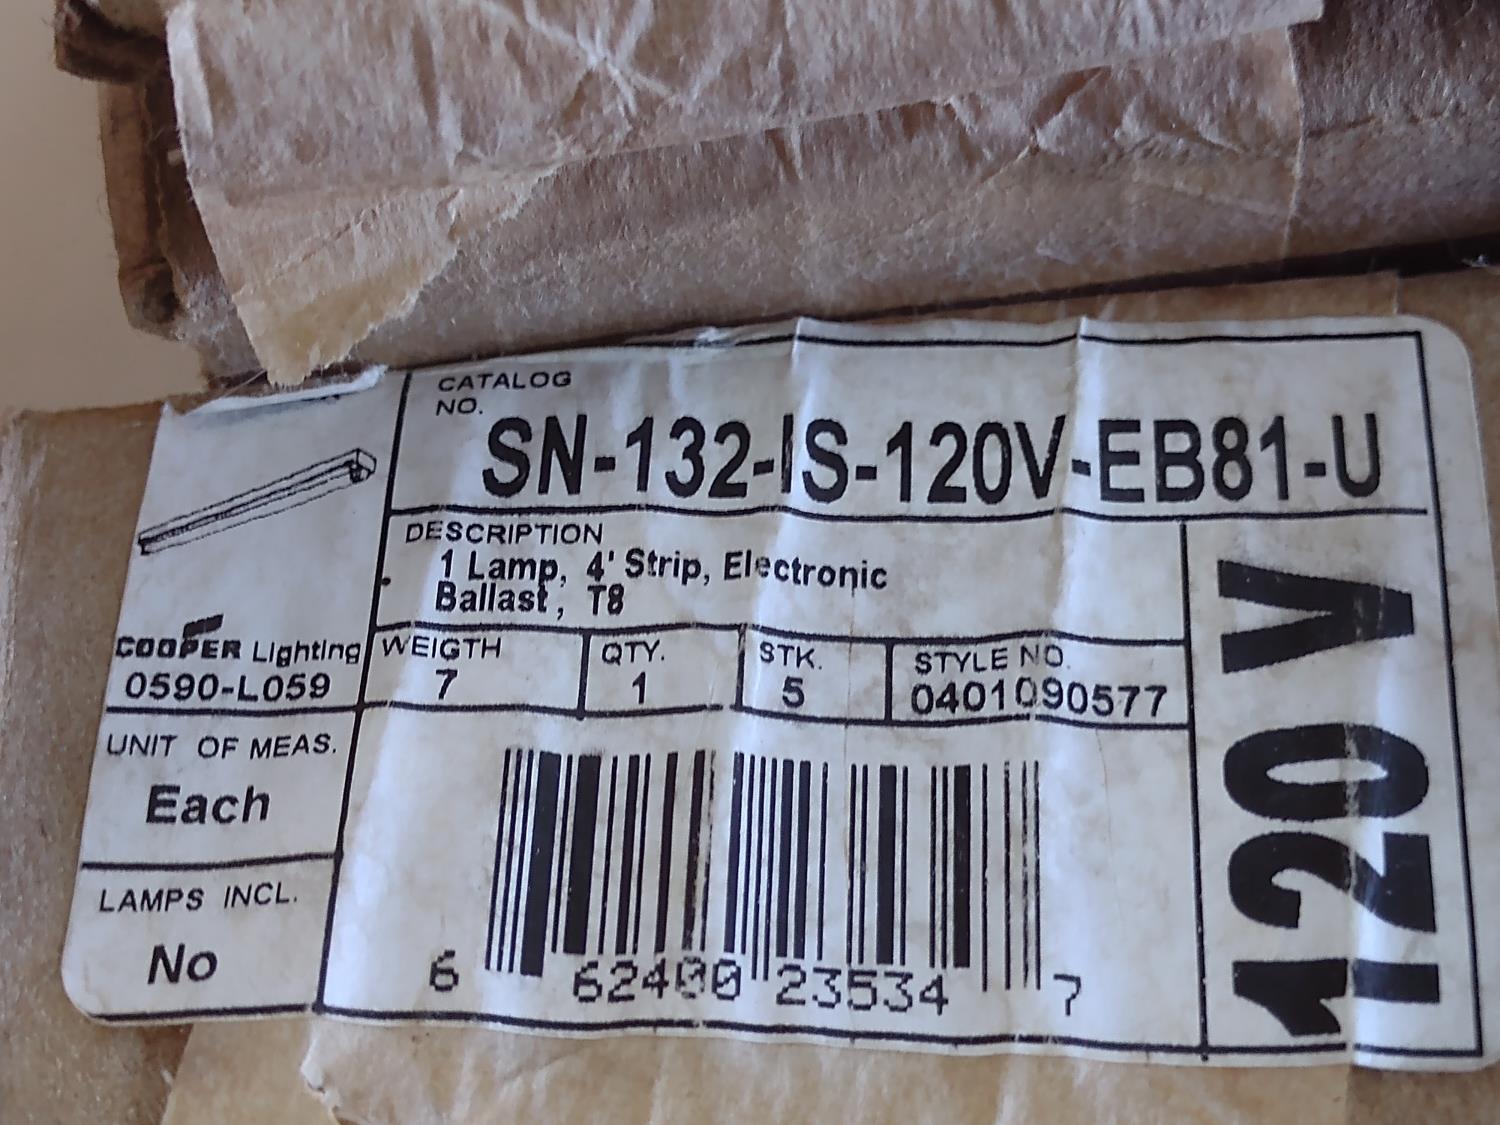 CATALOG
NO. SN-132-IS-120V-EB81-U
DESCRIPTION
1 Lamp, 4' Strip, Electronic
Ballast, T8
COOPER Lighting
0590-L059
WEIGTH
7
QTY.
1
STK.
5
STYLE NO.
0401090577
UNIT OF MEAS.
Each
LAMPS INCL.
No
6 62400 23534 7
120 V